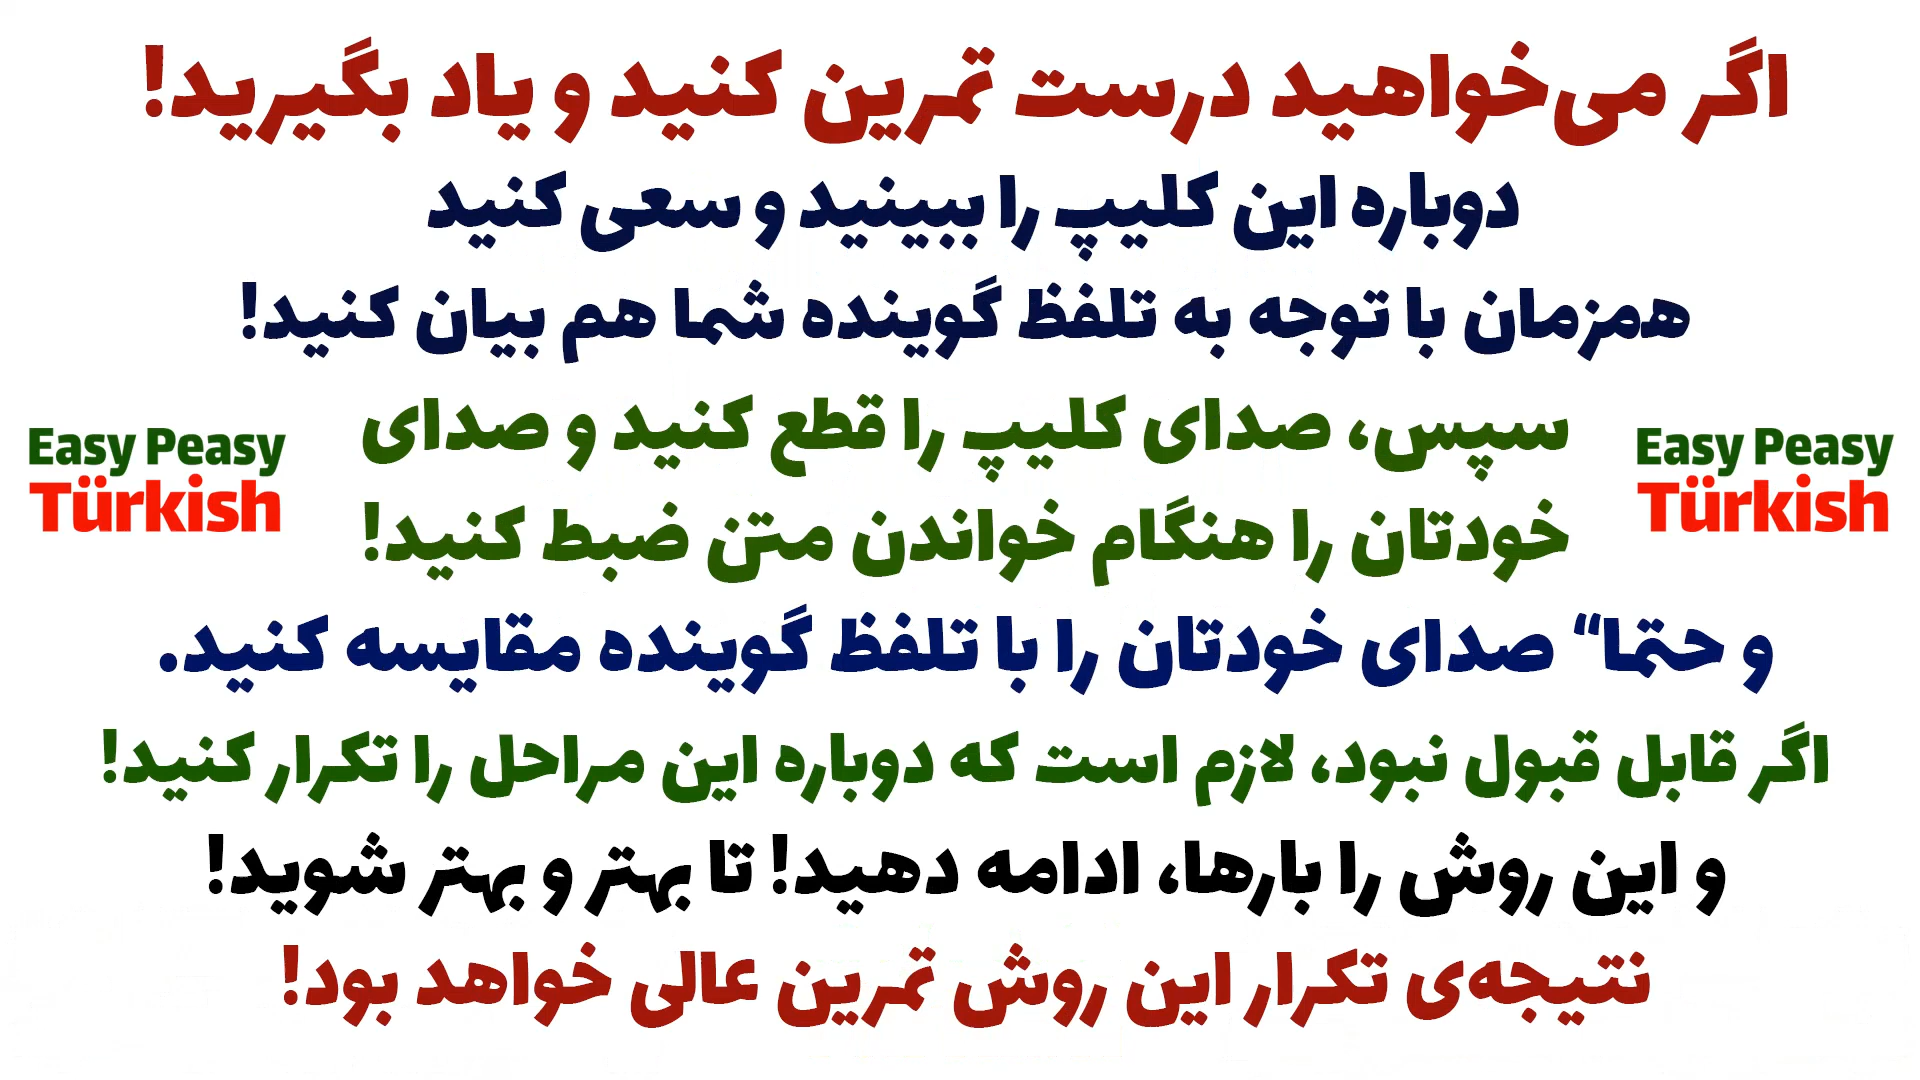 اگر می‌خواهید درست تمرین کنید و یاد بگیرید!
دوباره این کلیپ را ببینید و سعی کنید
همزمان با توجه به تلفظ گوینده شما هم بیان کنید!
سپس، صدای کلیپ را قطع کنید و صدای
خودتان را هنگام خواندن متن ضبط کنید!
Easy Peasy
Türkish
Easy Peasy
Türkish
و حتما“ صدای خودتان را با تلفظ گوینده مقایسه کنید.
اگر قابل قبول نبود، لازم است که دوباره این مراحل را تکرار کنید!
و این روش را بارها، ادامه دهید! تا بهتر و بهتر شوید!
نتیجه‌ی تکرار این روش تمرین عالی خواهد بود!